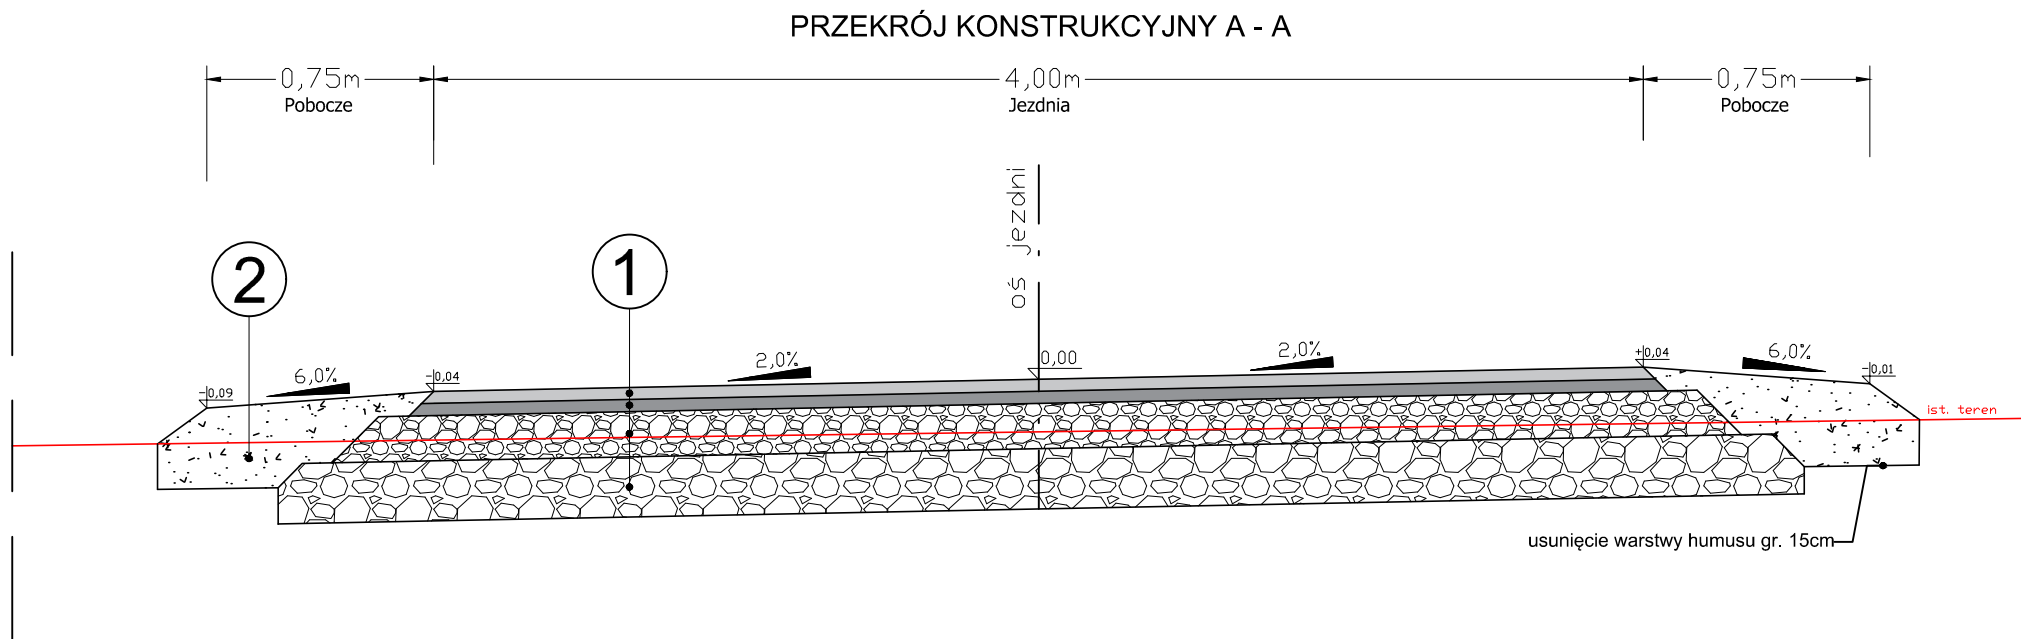 PRZEKRÓJ KONSTRUKCYJNY A - A
0,75m
4,00m
0,75m
Pobocze
Jezdnia
Pobocze
oś jezdni
2
1
2,0%
0,00
2,0%
+0,04
6,0%
6,0%
-0,04
-0,09
-0,01
ist. teren
usunięcie warstwy humusu gr. 15cm